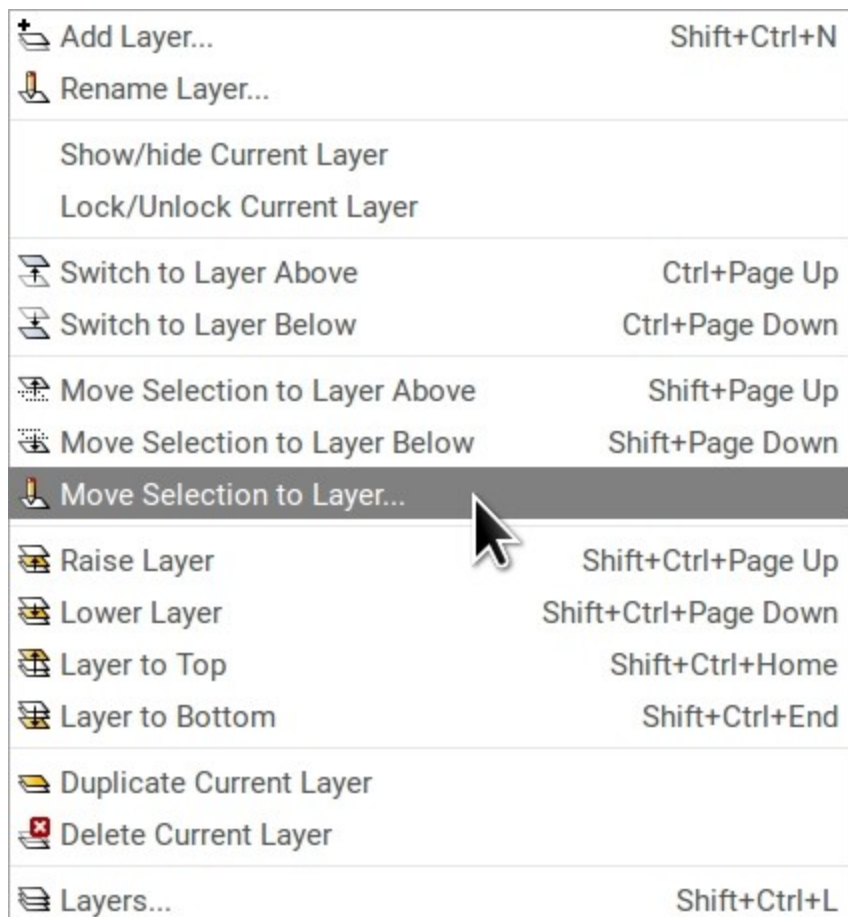 Add Layer... Shift+Ctrl+N
Rename Layer...
Show/hide Current Layer
Lock/Unlock Current Layer
Switch to Layer Above Ctrl+Page Up
Switch to Layer Below Ctrl+Page Down
Move Selection to Layer Above Shift+Page Up
Move Selection to Layer Below Shift+Page Down
Move Selection to Layer...
Raise Layer Shift+Ctrl+Page Up
Lower Layer Shift+Ctrl+Page Down
Layer to Top Shift+Ctrl+Home
Layer to Bottom Shift+Ctrl+End
Duplicate Current Layer
Delete Current Layer
Layers... Shift+Ctrl+L